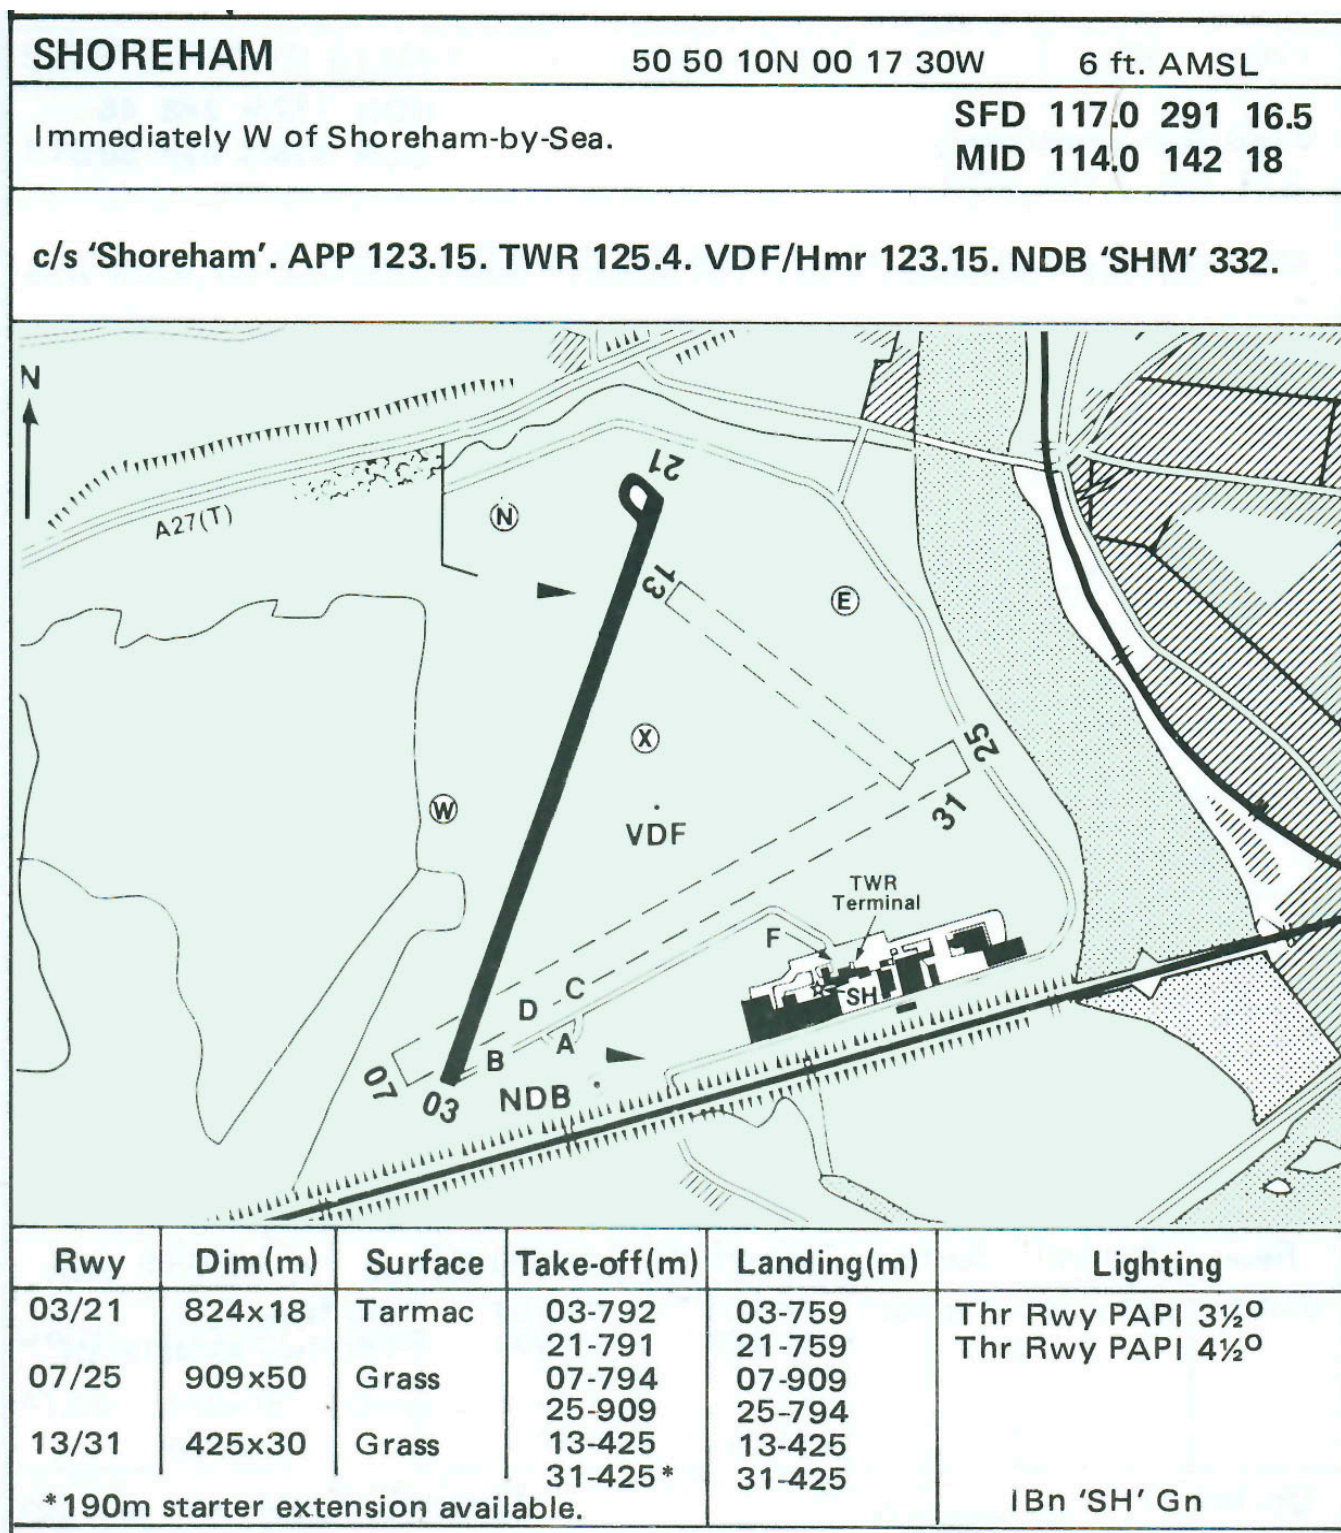 SHOREHAM 50 50 10N 00 17 30W 6 ft. AMSL
Immediately W of Shoreham-by-Sea.
SFD 117.0 291 16.5
MID 114.0 142 18
c/s 'Shoreham'. APP 123.15. TWR 125.4. VDF/Hmr 123.15. NDB 'SHM' 332.
N
A27(T)
21
N
13
E
X
W
VDF
25
31
TWR
Terminal
F
SH
C
D
A
B
07
03
NDB
Rwy Dim(m) Surface Take-off(m) Landing(m) Lighting
03/21 824x18 Tarmac 03-792 03-759 Thr Rwy PAPI 3½º
21-791 21-759 Thr Rwy PAPI 4½º
07/25 909x50 Grass 07-794 07-909
25-909 25-794
13/31 425x30 Grass 13-425 13-425
31-425* 31-425
*190m starter extension available. IBn 'SH' Gn